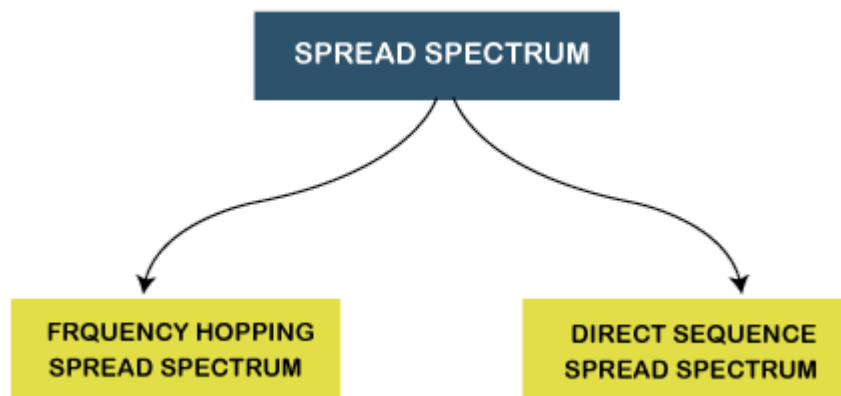 SPREAD SPECTRUM
FRQUENCY HOPPING
SPREAD SPECTRUM
DIRECT SEQUENCE
SPREAD SPECTRUM